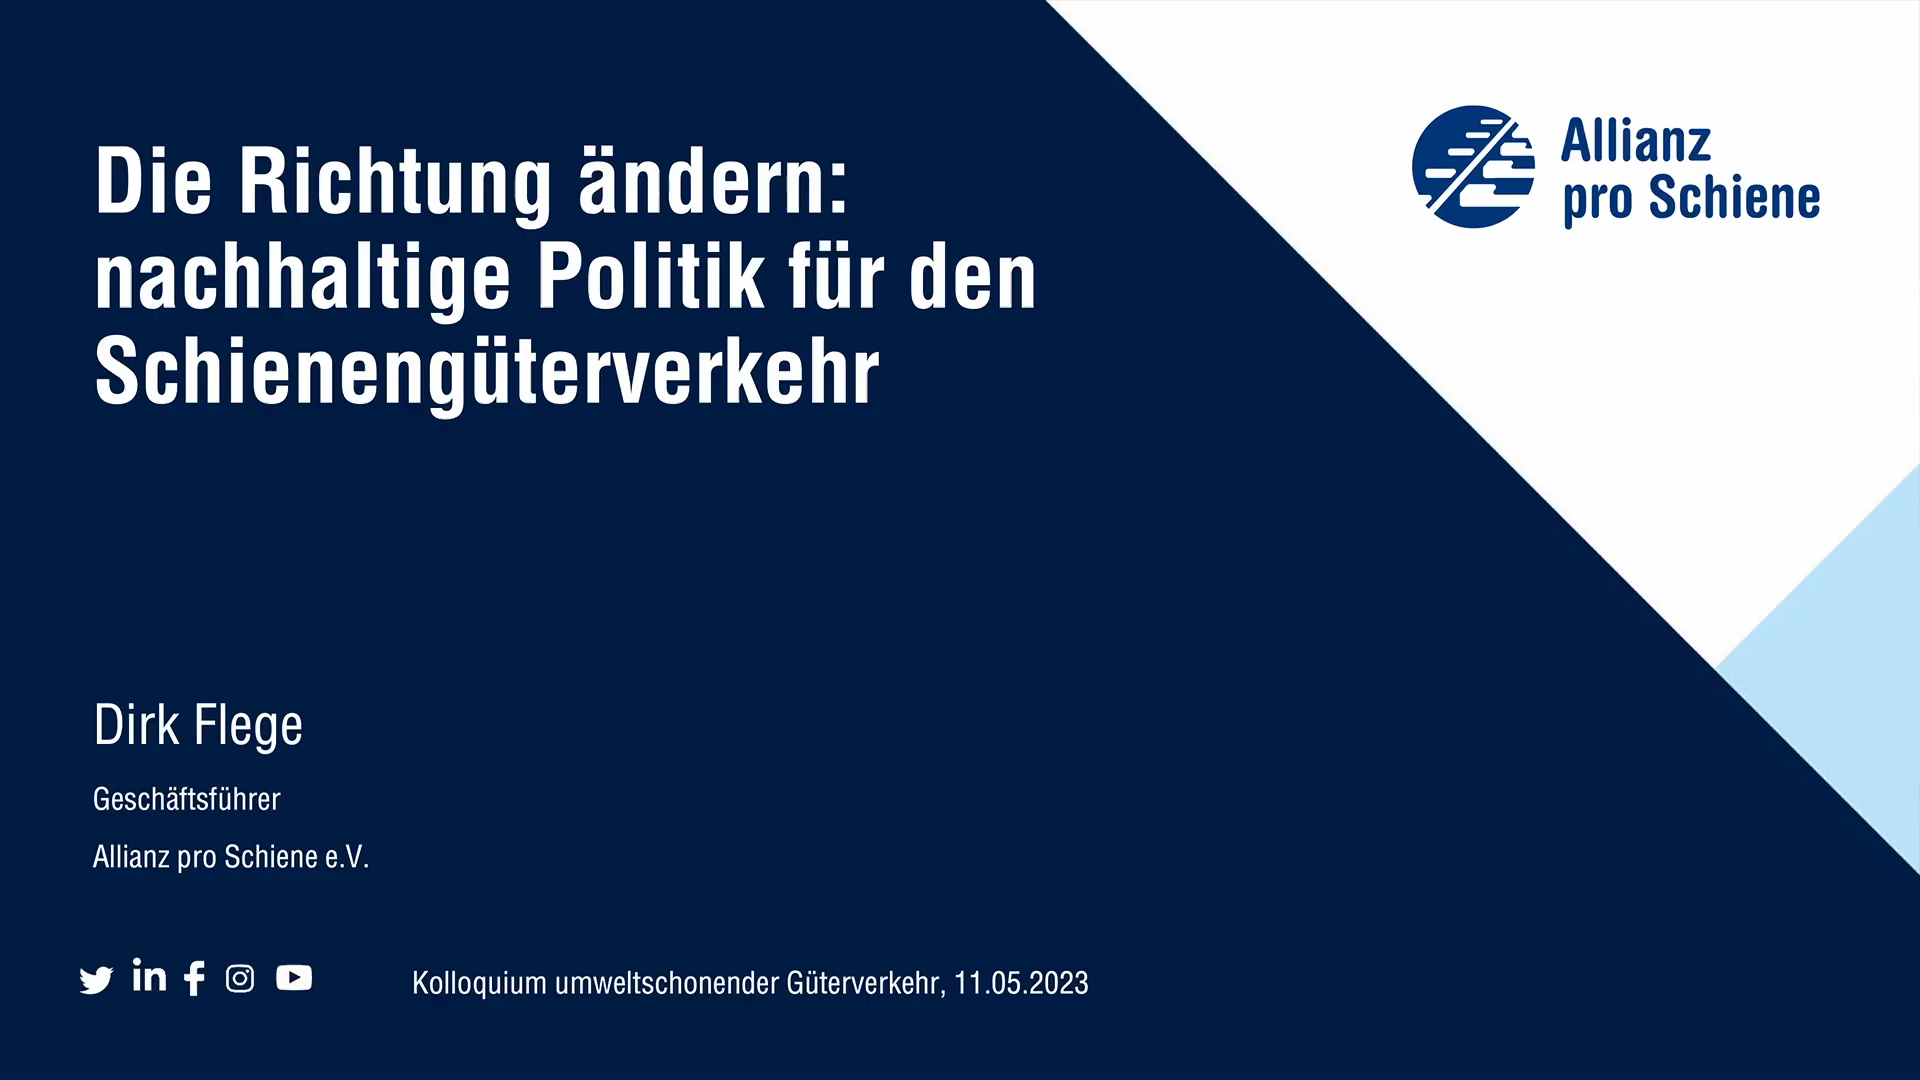 Die Richtung ändern:
nachhaltige Politik für den
Schienengüterverkehr
Allianz
pro Schiene
Dirk Flege
Geschäftsführer
Allianz pro Schiene e.V.
Kolloquium umweltschonender Güterverkehr, 11.05.2023